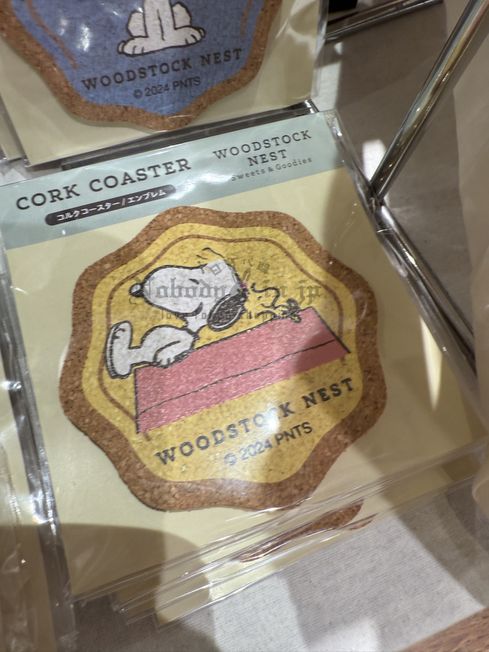 WOODSTOCK NEST
© 2024 PNTS
CORK COASTER
コルクコースター/エンブレム
WOODSTOCK
NEST
Sweets & Goodies
WOODSTOCK NEST
© 2024 PNTS